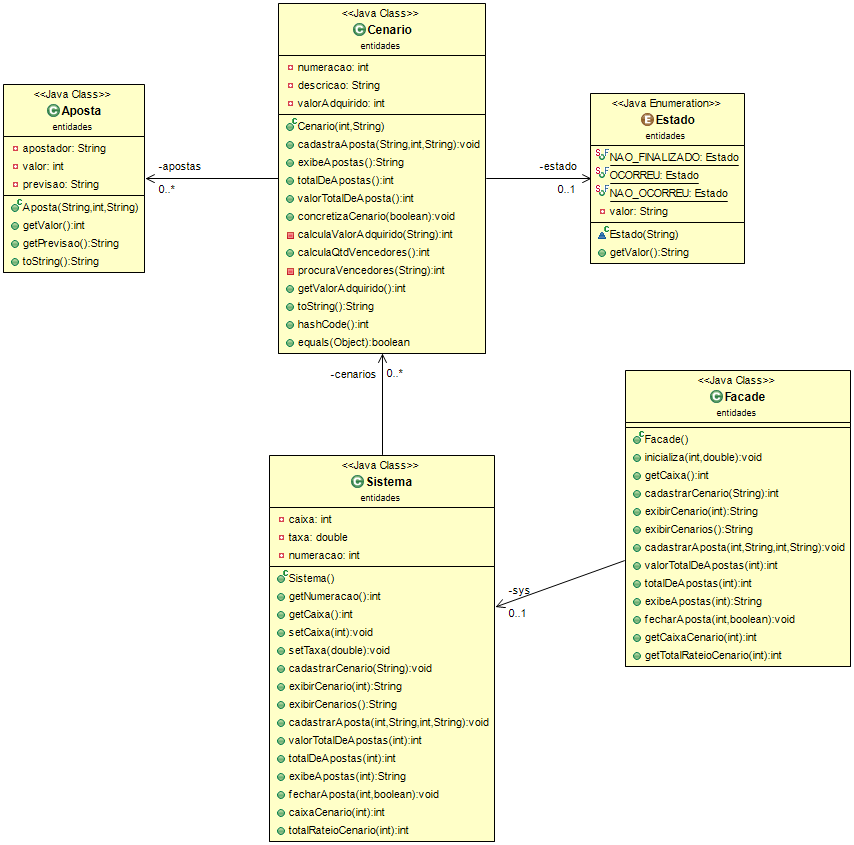 <<Java Class>>
Cenario
entidades
numeracao: int
descricao: String
valorAdquirido: int
Cenario(int,String)
cadastraAposta(String,int,String):void
exibeApostas():String
totalDeApostas():int
valorTotalDeAposta():int
concretizaCenario(boolean):void
calculaValorAdquirido(String):int
calculaQtdVencedores():int
procuraVencedores(String):int
getValorAdquirido():int
toString():String
hashCode():int
equals(Object):boolean
<<Java Class>>
Aposta
entidades
apostador: String
valor: int
previsao: String
Aposta(String,int,String)
getValor():int
getPrevisao():String
toString():String
-apostas
0..*
-estado
0..1
<<Java Enumeration>>
Estado
entidades
NAO_FINALIZADO: Estado
OCORREU: Estado
NAO_OCORREU: Estado
valor: String
Estado(String)
getValor():String
-cenarios
0..*
<<Java Class>>
Sistema
entidades
caixa: int
taxa: double
numeracao: int
Sistema()
getNumeracao():int
getCaixa():int
setCaixa(int):void
setTaxa(double):void
cadastrarCenario(String):void
exibirCenario(int):String
exibirCenarios():String
cadastrarAposta(int,String,int,String):void
valorTotalDeApostas(int):int
totalDeApostas(int):int
exibeApostas(int):String
fecharAposta(int,boolean):void
caixaCenario(int):int
totalRateioCenario(int):int
-sys
0..1
<<Java Class>>
Facade
entidades
Facade()
inicializa(int,double):void
getCaixa():int
cadastrarCenario(String):int
exibirCenario(int):String
exibirCenarios():String
cadastrarAposta(int,String,int,String):void
valorTotalDeApostas(int):int
totalDeApostas(int):int
exibeApostas(int):String
fecharAposta(int,boolean):void
getCaixaCenario(int):int
getTotalRateioCenario(int):int